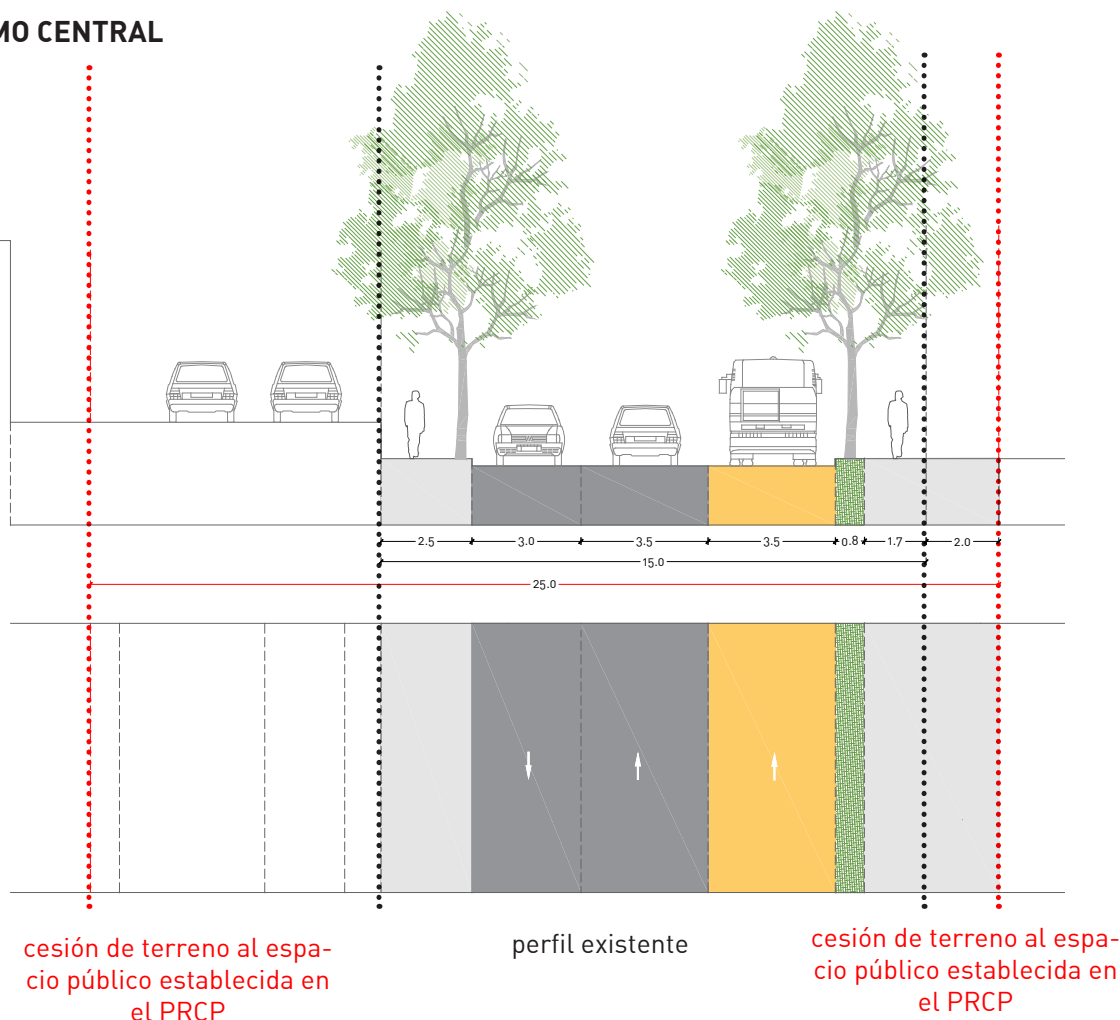 MO CENTRAL
2.5 3.0 3.5 3.5 0.8 1.7 2.0
15.0
25.0
cesión de terreno al espa-
cio público establecida en
el PRCP
perfil existente
cesión de terreno al espa-
cio público establecida en
el PRCP